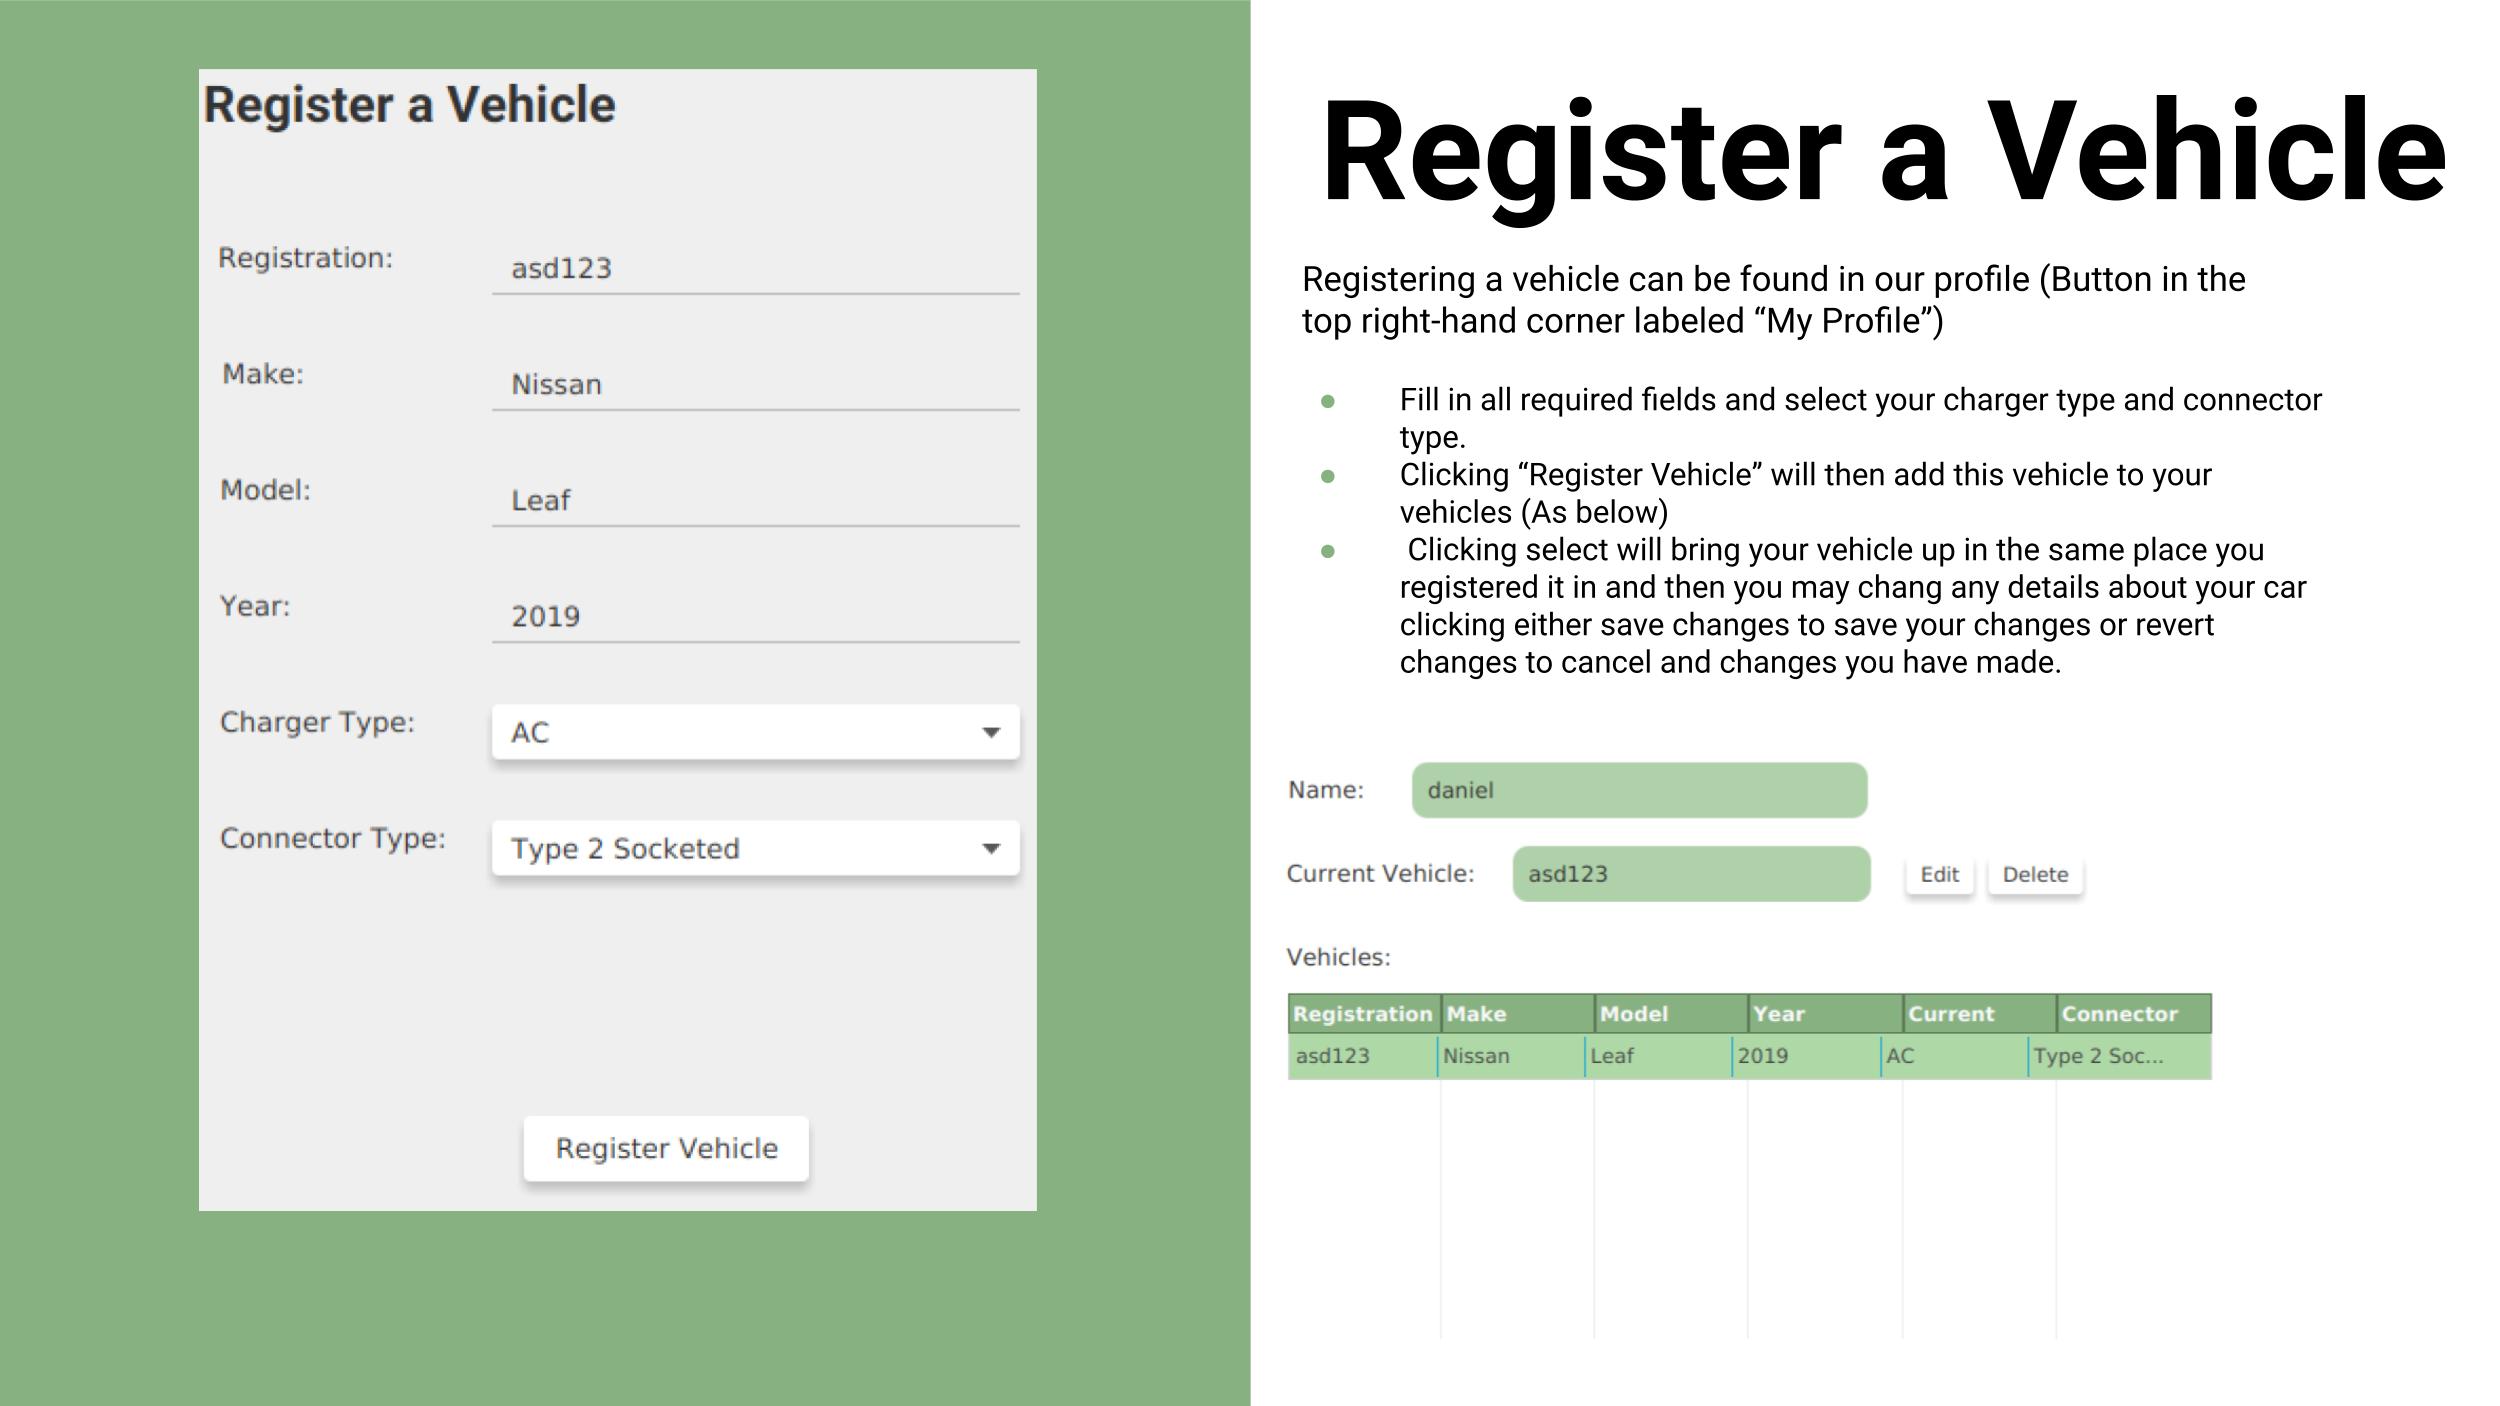 Register a Vehicle
Registration:
asd123
Make:
Nissan
Model:
Leaf
Year:
2019
Charger Type:
AC
Connector Type:
Type 2 Socketed
Register Vehicle
Register a Vehicle
Registering a vehicle can be found in our profile (Button in the
top right-hand corner labeled “My Profile”)
● Fill in all required fields and select your charger type and connector
type.
● Clicking “Register Vehicle” will then add this vehicle to your
vehicles (As below)
● Clicking select will bring your vehicle up in the same place you
registered it in and then you may chang any details about your car
clicking either save changes to save your changes or revert
changes to cancel and changes you have made.
Name: daniel
Current Vehicle: asd123 Edit Delete
Vehicles:
Registration Make Model Year Current Connector
asd123 Nissan Leaf 2019 AC Type 2 Soc...